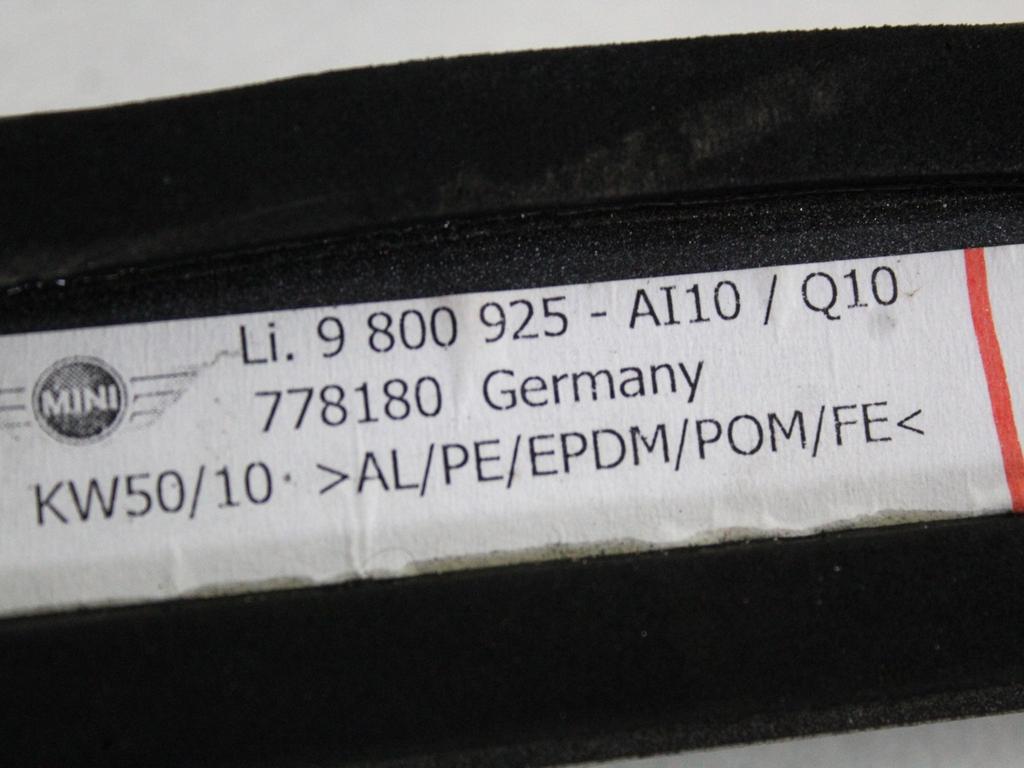 MINI
Li. 9 800 925 - AI10 / Q10
778180 Germany
KW50/10 >AL/PE/EPDM/POM/FE<